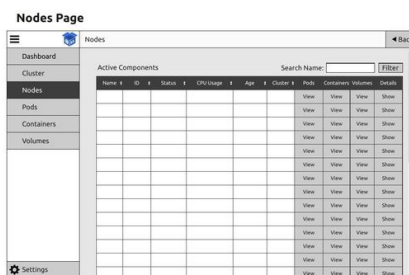 Nodes Page
Nodes
◀ Bac
Dashboard
Cluster
Nodes
Pods
Containers
Volumes
Settings
Active Components
Search Name:
Filter
Name ID Status CPU Usage Age Cluster Pods Containers Volumes Details
View View View Show
View View View Show
View View View Show
View View View Show
View View View Show
View View View Show
View View View Show
View View View Show
View View View Show
View View View Show
View View View Show
View View View Show
View View View Show
View View View Show